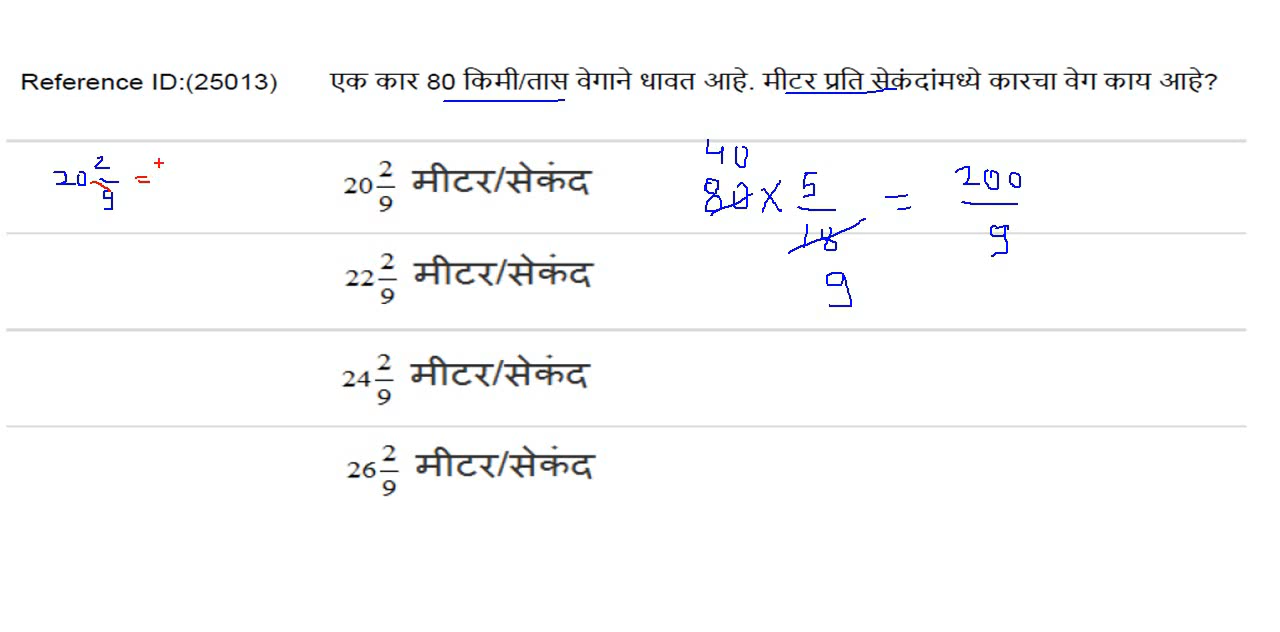 Reference ID:(25013) एक कार 80 किमी/तास वेगाने धावत आहे. मीटर प्रति सेकंदांमध्ये कारचा वेग काय आहे?
20 2/9 = +
20 2/9 मीटर/सेकंद
40
80 X 5/18 = 200/9
9
22 2/9 मीटर/सेकंद
24 2/9 मीटर/सेकंद
26 2/9 मीटर/सेकंद